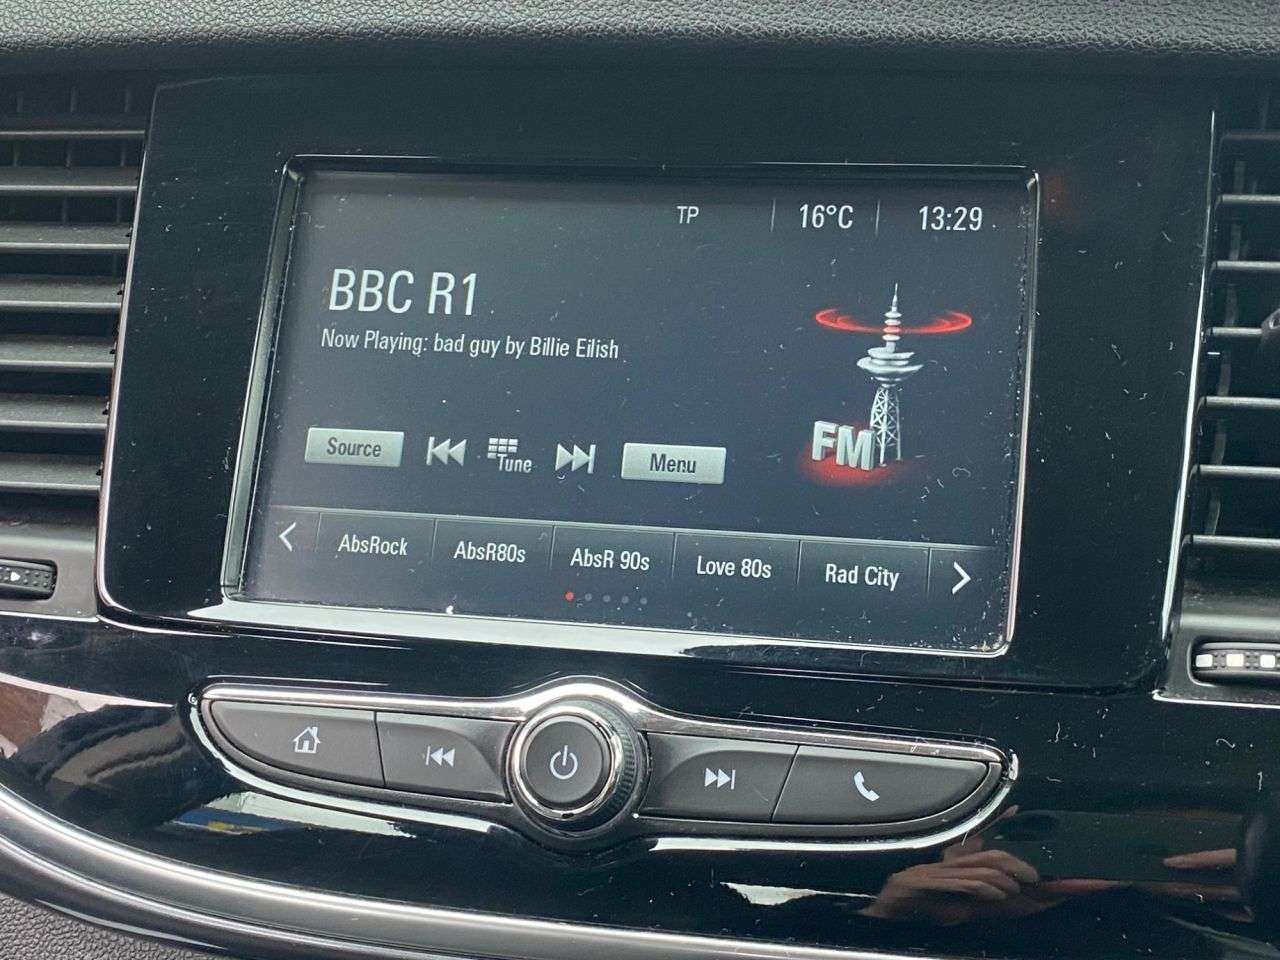 TP 16°C 13:29
BBC R1
Now Playing: bad guy by Billie Eilish
FM
Source Tune Menu
AbsRock AbsR80s AbsR 90s Love 80s Rad City